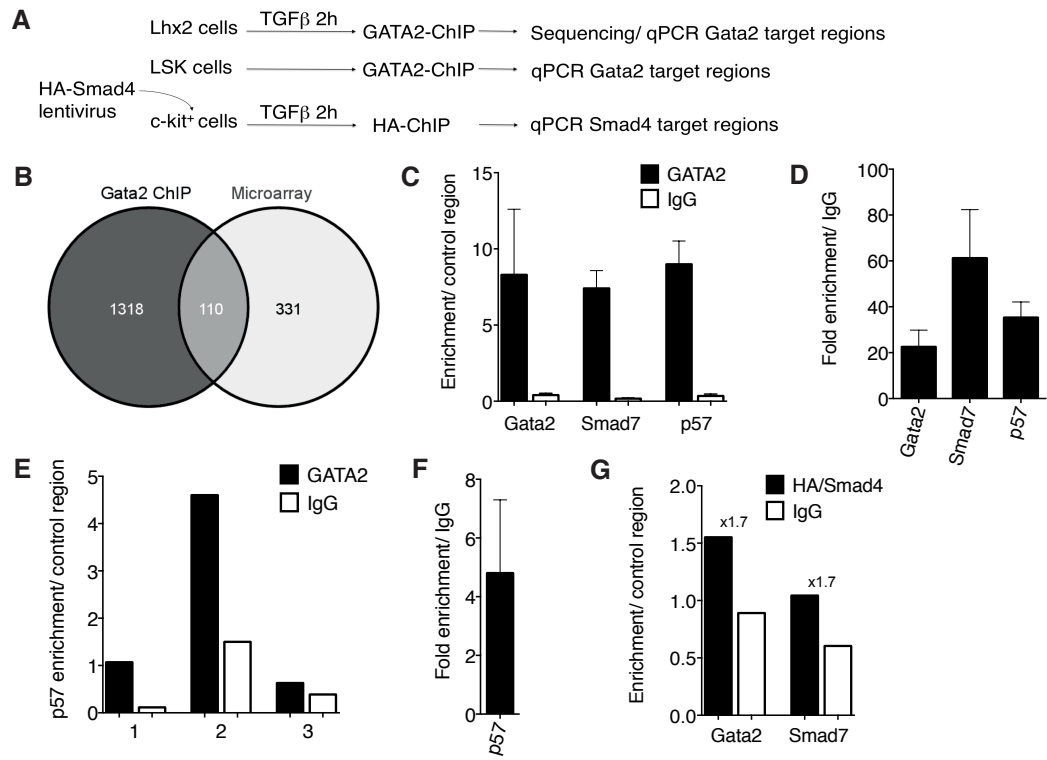 A
Lhx2 cells
TGFβ 2h
GATA2-ChIP
Sequencing/ qPCR Gata2 target regions
LSK cells
GATA2-ChIP
qPCR Gata2 target regions
HA-Smad4
lentivirus
c-kit+ cells
TGFβ 2h
HA-ChIP
qPCR Smad4 target regions
B
Gata2 ChIP
Microarray
1318
110
331
C
Enrichment/ control region
15
10
5
0
GATA2
IgG
Gata2
Smad7
p57
D
Fold enrichment/ IgG
100
80
60
40
20
0
Gata2
Smad7
p57
E
p57 enrichment/ control region
5
4
3
2
1
0
GATA2
IgG
1
2
3
F
Fold enrichment/ IgG
8
6
4
2
0
p57
G
Enrichment/ control region
2.0
1.5
1.0
0.5
0.0
HA/Smad4
IgG
x1.7
x1.7
Gata2
Smad7